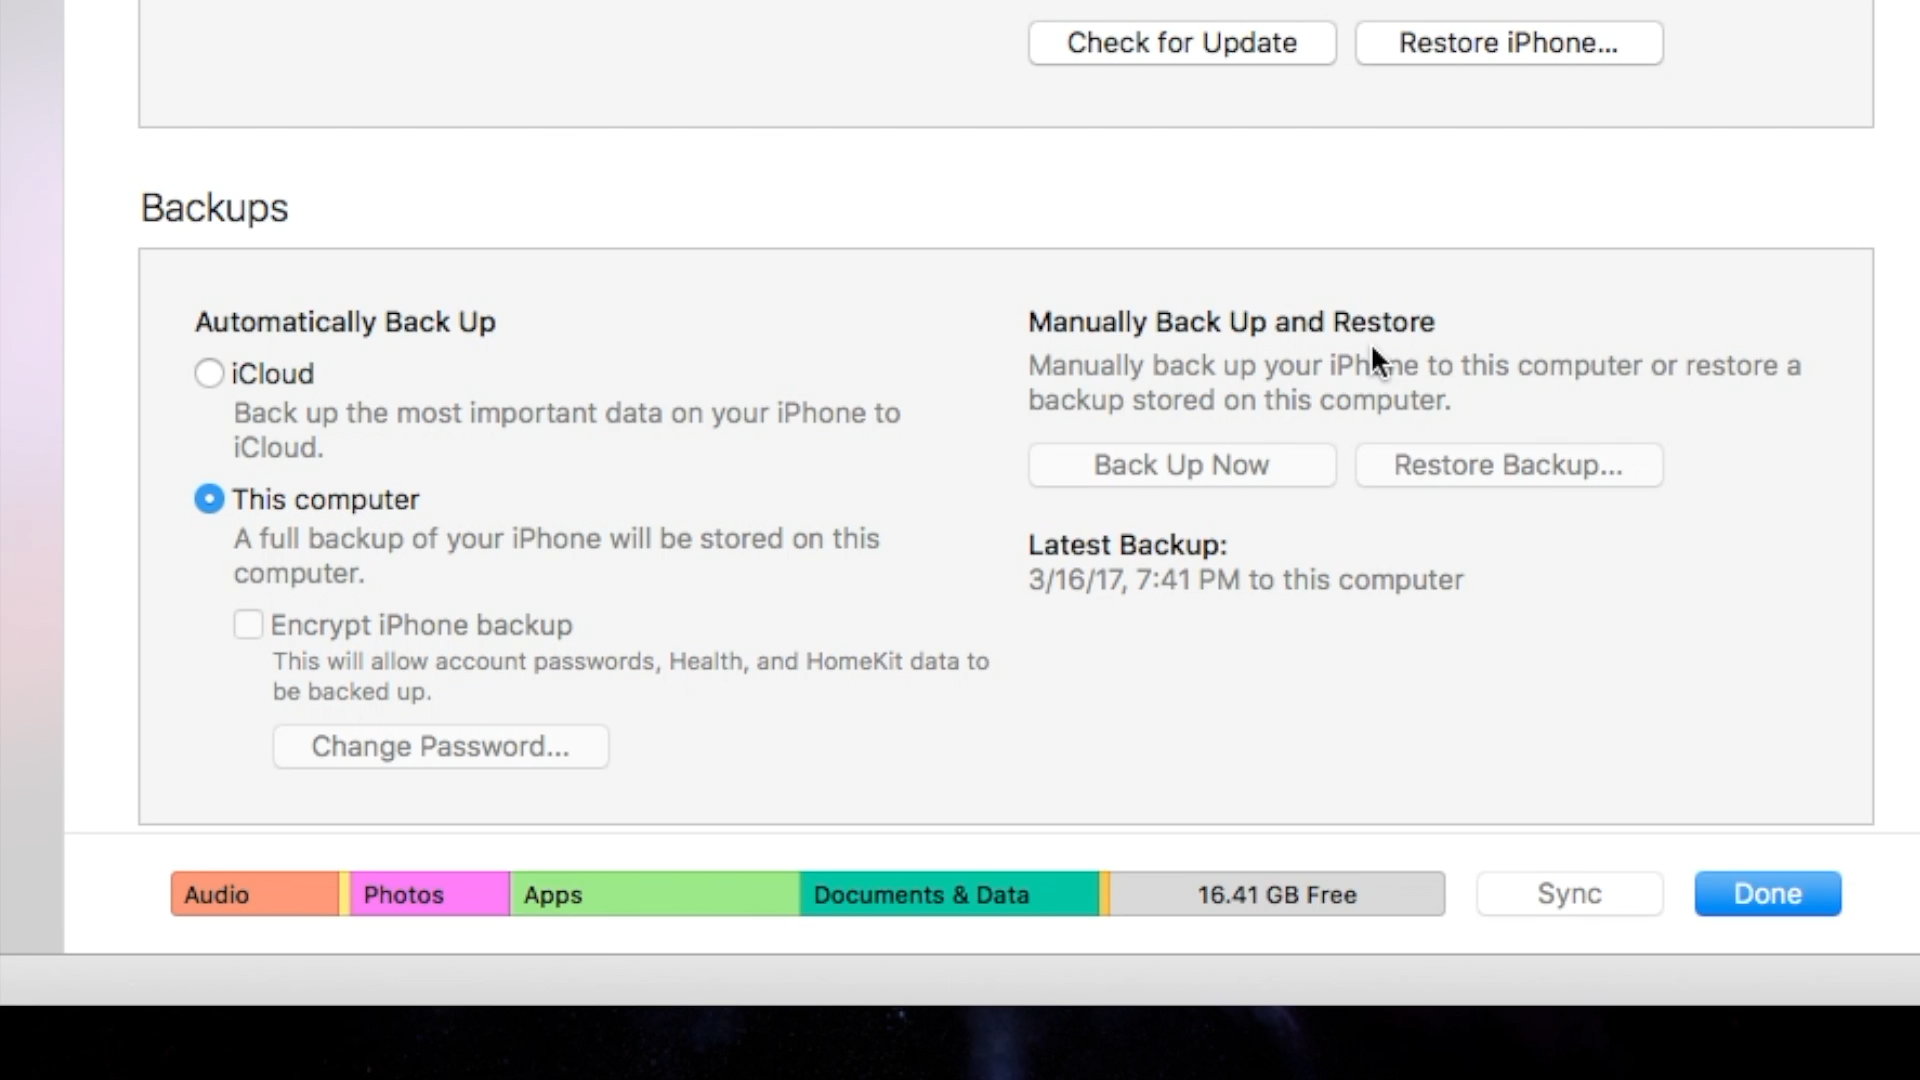 Check for Update
Restore iPhone...
Backups
Automatically Back Up
iCloud
Back up the most important data on your iPhone to
iCloud.
This computer
A full backup of your iPhone will be stored on this
computer.
Encrypt iPhone backup
This will allow account passwords, Health, and HomeKit data to
be backed up.
Change Password...
Manually Back Up and Restore
Manually back up your iPhone to this computer or restore a
backup stored on this computer.
Back Up Now
Restore Backup...
Latest Backup:
3/16/17, 7:41 PM to this computer
Audio
Photos
Apps
Documents & Data
16.41 GB Free
Sync
Done